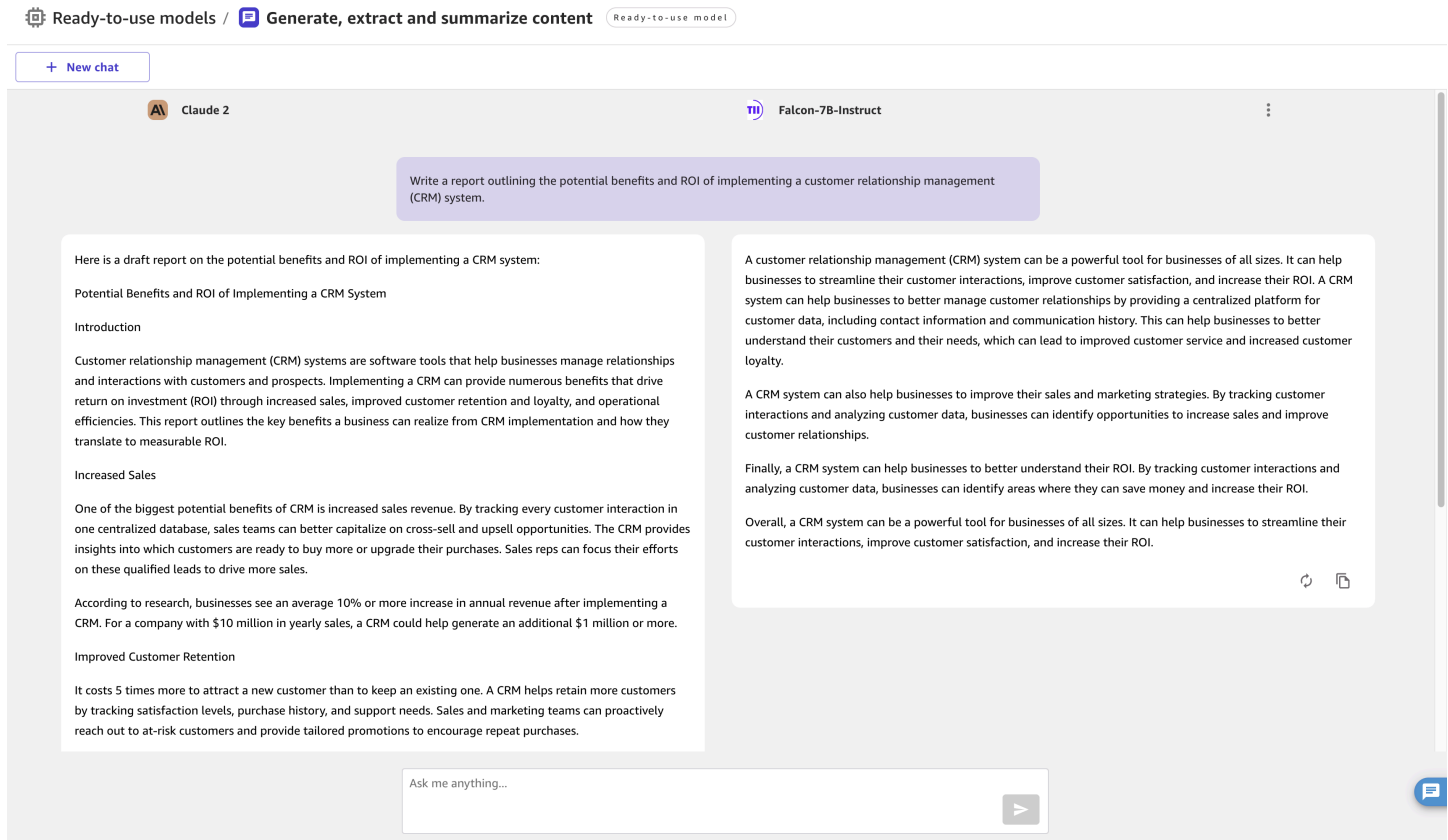 Ready-to-use models / Generate, extract and summarize content Ready-to-use model
+ New chat
A\ Claude 2
TII Falcon-7B-Instruct
Write a report outlining the potential benefits and ROI of implementing a customer relationship management
(CRM) system.
Here is a draft report on the potential benefits and ROI of implementing a CRM system:
Potential Benefits and ROI of Implementing a CRM System
Introduction
Customer relationship management (CRM) systems are software tools that help businesses manage relationships
and interactions with customers and prospects. Implementing a CRM can provide numerous benefits that drive
return on investment (ROI) through increased sales, improved customer retention and loyalty, and operational
efficiencies. This report outlines the key benefits a business can realize from CRM implementation and how they
translate to measurable ROI.
Increased Sales
One of the biggest potential benefits of CRM is increased sales revenue. By tracking every customer interaction in
one centralized database, sales teams can better capitalize on cross-sell and upsell opportunities. The CRM provides
insights into which customers are ready to buy more or upgrade their purchases. Sales reps can focus their efforts
on these qualified leads to drive more sales.
According to research, businesses see an average 10% or more increase in annual revenue after implementing a
CRM. For a company with $10 million in yearly sales, a CRM could help generate an additional $1 million or more.
Improved Customer Retention
It costs 5 times more to attract a new customer than to keep an existing one. A CRM helps retain more customers
by tracking satisfaction levels, purchase history, and support needs. Sales and marketing teams can proactively
reach out to at-risk customers and provide tailored promotions to encourage repeat purchases.
A customer relationship management (CRM) system can be a powerful tool for businesses of all sizes. It can help
businesses to streamline their customer interactions, improve customer satisfaction, and increase their ROI. A CRM
system can help businesses to better manage customer relationships by providing a centralized platform for
customer data, including contact information and communication history. This can help businesses to better
understand their customers and their needs, which can lead to improved customer service and increased customer
loyalty.
A CRM system can also help businesses to improve their sales and marketing strategies. By tracking customer
interactions and analyzing customer data, businesses can identify opportunities to increase sales and improve
customer relationships.
Finally, a CRM system can help businesses to better understand their ROI. By tracking customer interactions and
analyzing customer data, businesses can identify areas where they can save money and increase their ROI.
Overall, a CRM system can be a powerful tool for businesses of all sizes. It can help businesses to streamline their
customer interactions, improve customer satisfaction, and increase their ROI.
Ask me anything...